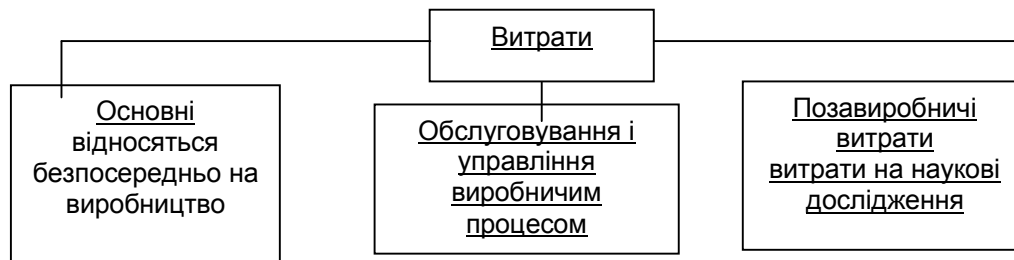 Витрати
Основні
відносяться
безпосередньо на
виробництво
Обслуговування і
управління
виробничим
процесом
Позавиробничі
витрати
витрати на наукові
дослідження